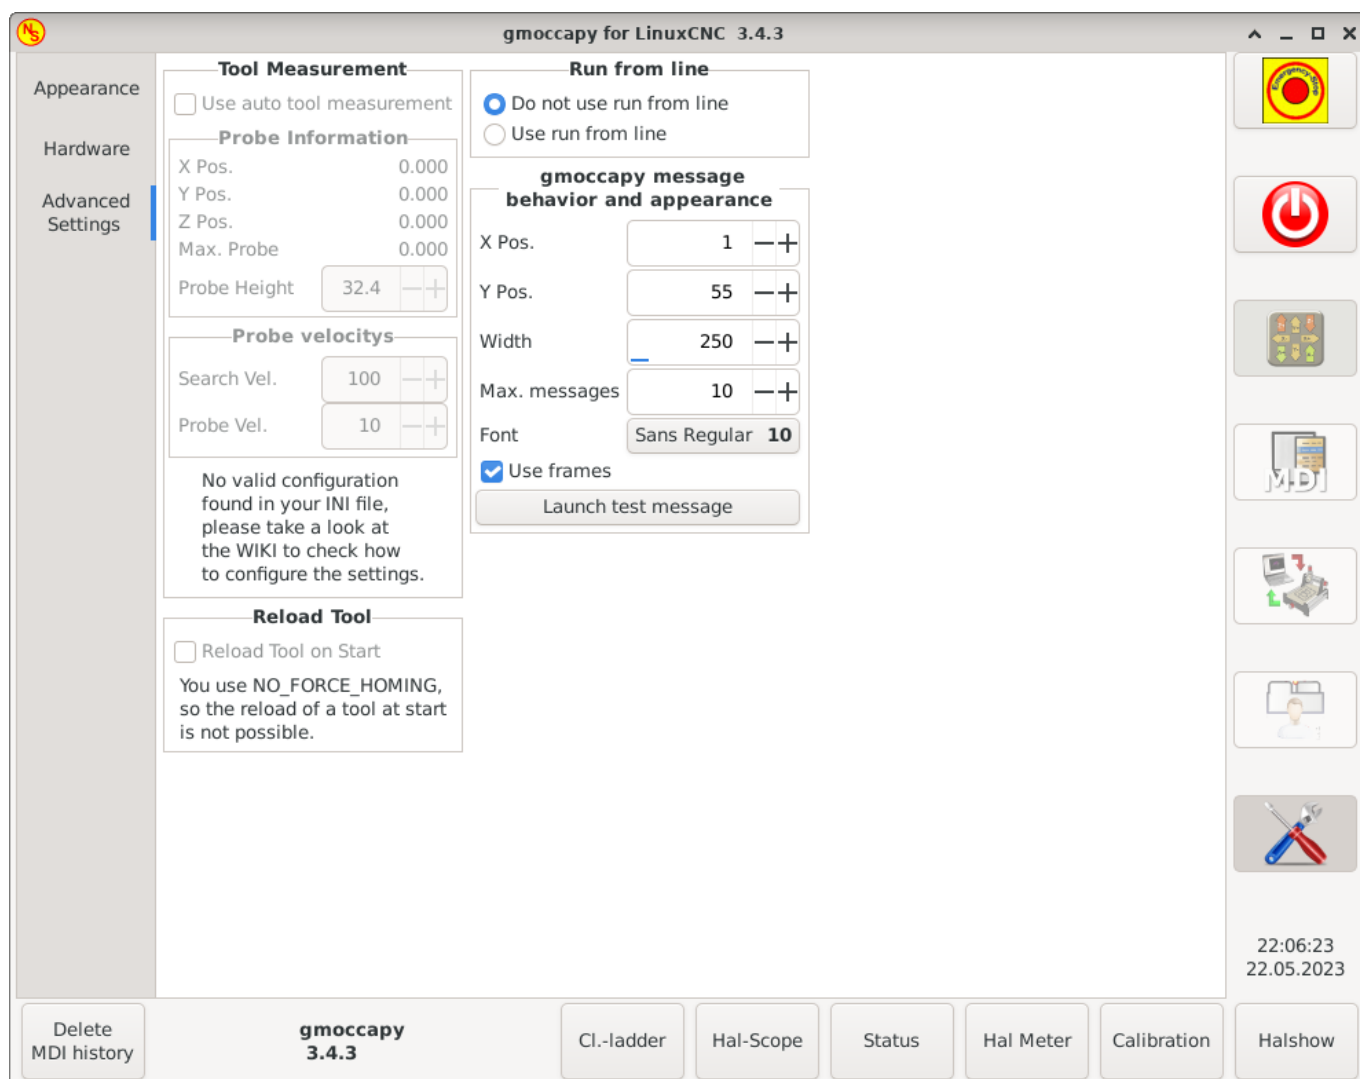 NS
gmoccapy for LinuxCNC 3.4.3
Appearance
Hardware
Advanced
Settings
Tool Measurement
Use auto tool measurement
Probe Information
X Pos. 0.000
Y Pos. 0.000
Z Pos. 0.000
Max. Probe 0.000
Probe Height 32.4
Probe velocitys
Search Vel. 100
Probe Vel. 10
No valid configuration
found in your INI file,
please take a look at
the WIKI to check how
to configure the settings.
Reload Tool
Reload Tool on Start
You use NO_FORCE_HOMING,
so the reload of a tool at start
is not possible.
Run from line
Do not use run from line
Use run from line
gmoccapy message
behavior and appearance
X Pos. 1
Y Pos. 55
Width 250
Max. messages 10
Font Sans Regular 10
Use frames
Launch test message
Emergency-Stop
MDI
22:06:23
22.05.2023
Delete
MDI history
gmoccapy
3.4.3
Cl.-ladder
Hal-Scope
Status
Hal Meter
Calibration
Halshow